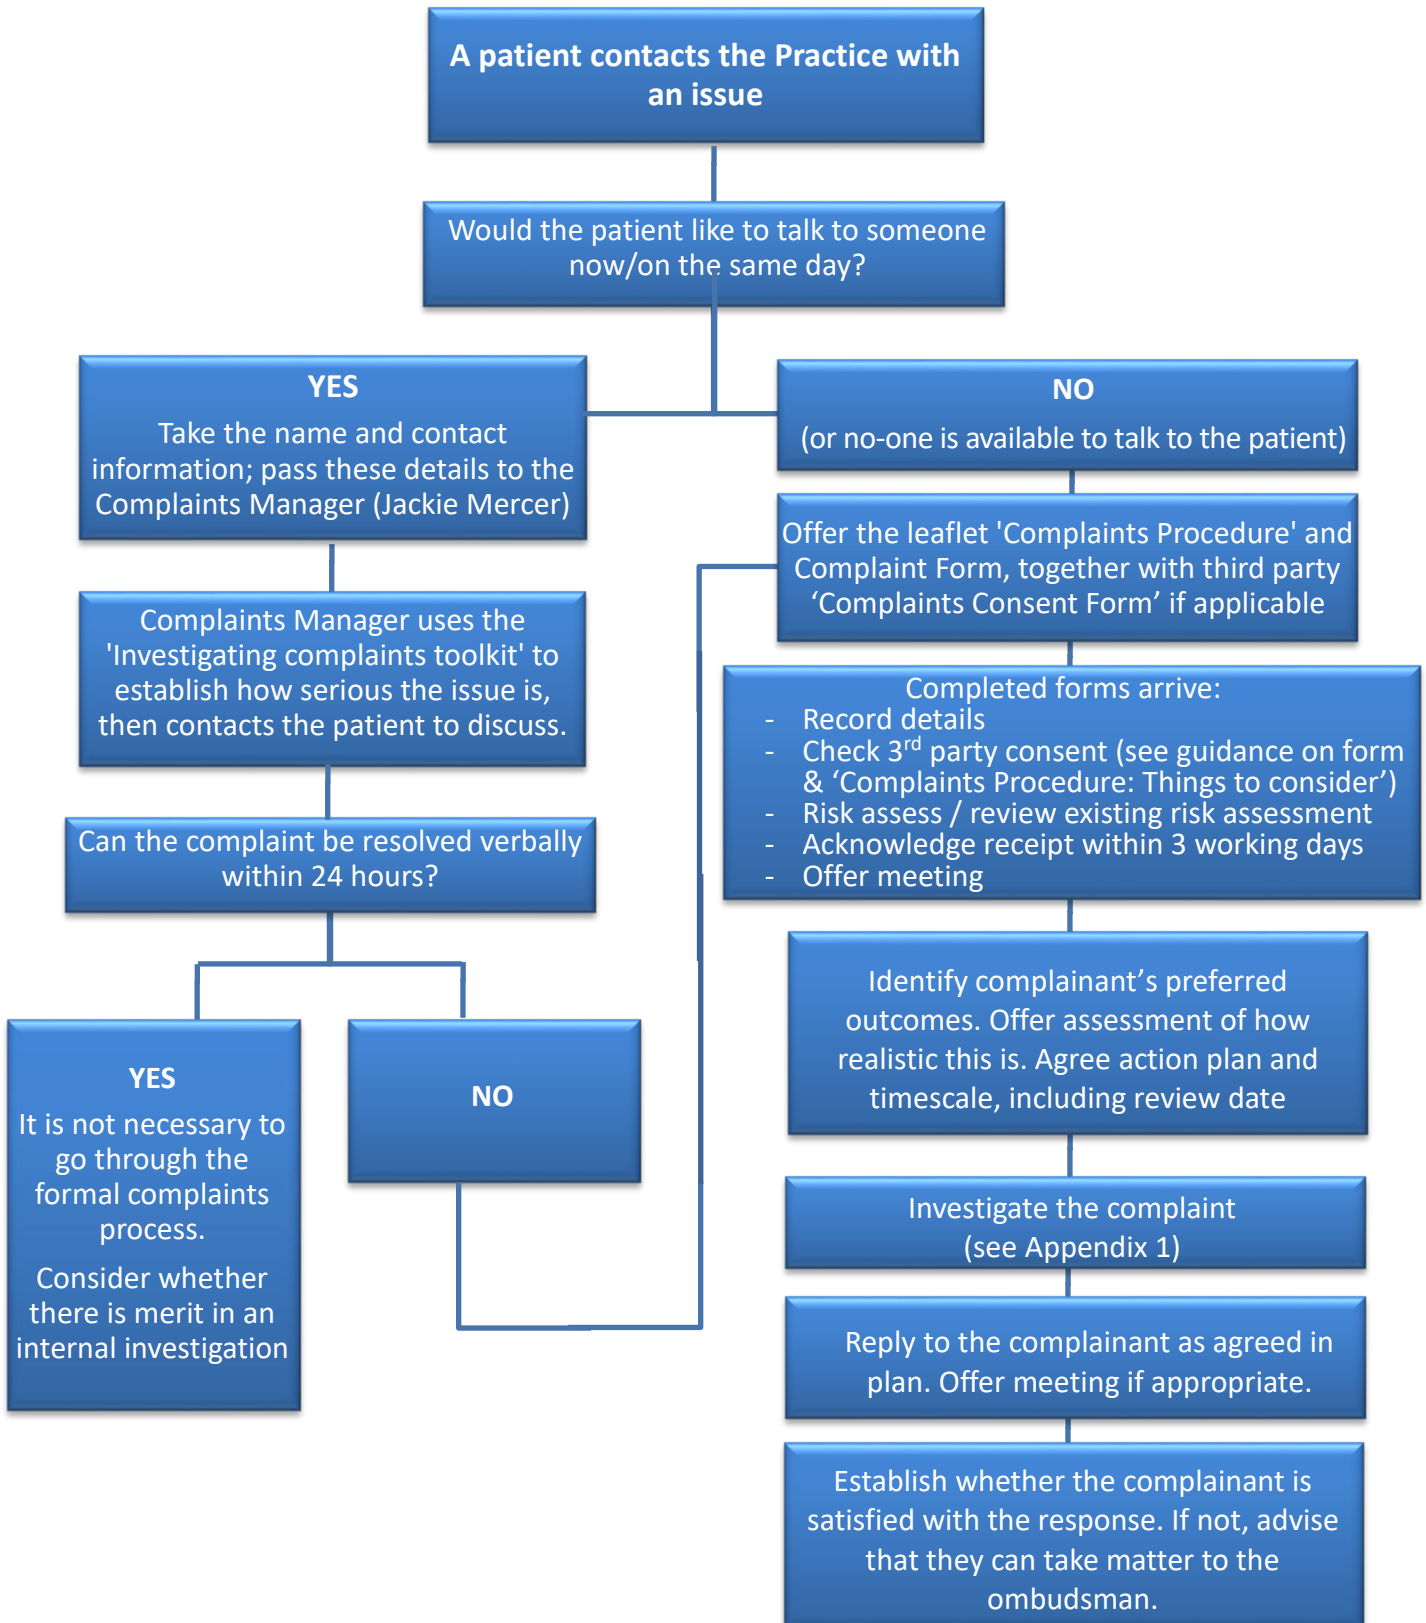 A patient contacts the Practice with
an issue
Would the patient like to talk to someone
now/on the same day?
YES
Take the name and contact
information; pass these details to the
Complaints Manager (Jackie Mercer)
Complaints Manager uses the
'Investigating complaints toolkit' to
establish how serious the issue is,
then contacts the patient to discuss.
Can the complaint be resolved verbally
within 24 hours?
YES
It is not necessary to
go through the
formal complaints
process.
Consider whether
there is merit in an
internal investigation
NO
NO
(or no-one is available to talk to the patient)
Offer the leaflet 'Complaints Procedure' and
Complaint Form, together with third party
‘Complaints Consent Form’ if applicable
Completed forms arrive:
- Record details
- Check 3rd party consent (see guidance on form
& ‘Complaints Procedure: Things to consider’)
- Risk assess / review existing risk assessment
- Acknowledge receipt within 3 working days
- Offer meeting
Identify complainant’s preferred
outcomes. Offer assessment of how
realistic this is. Agree action plan and
timescale, including review date
Investigate the complaint
(see Appendix 1)
Reply to the complainant as agreed in
plan. Offer meeting if appropriate.
Establish whether the complainant is
satisfied with the response. If not, advise
that they can take matter to the
ombudsman.